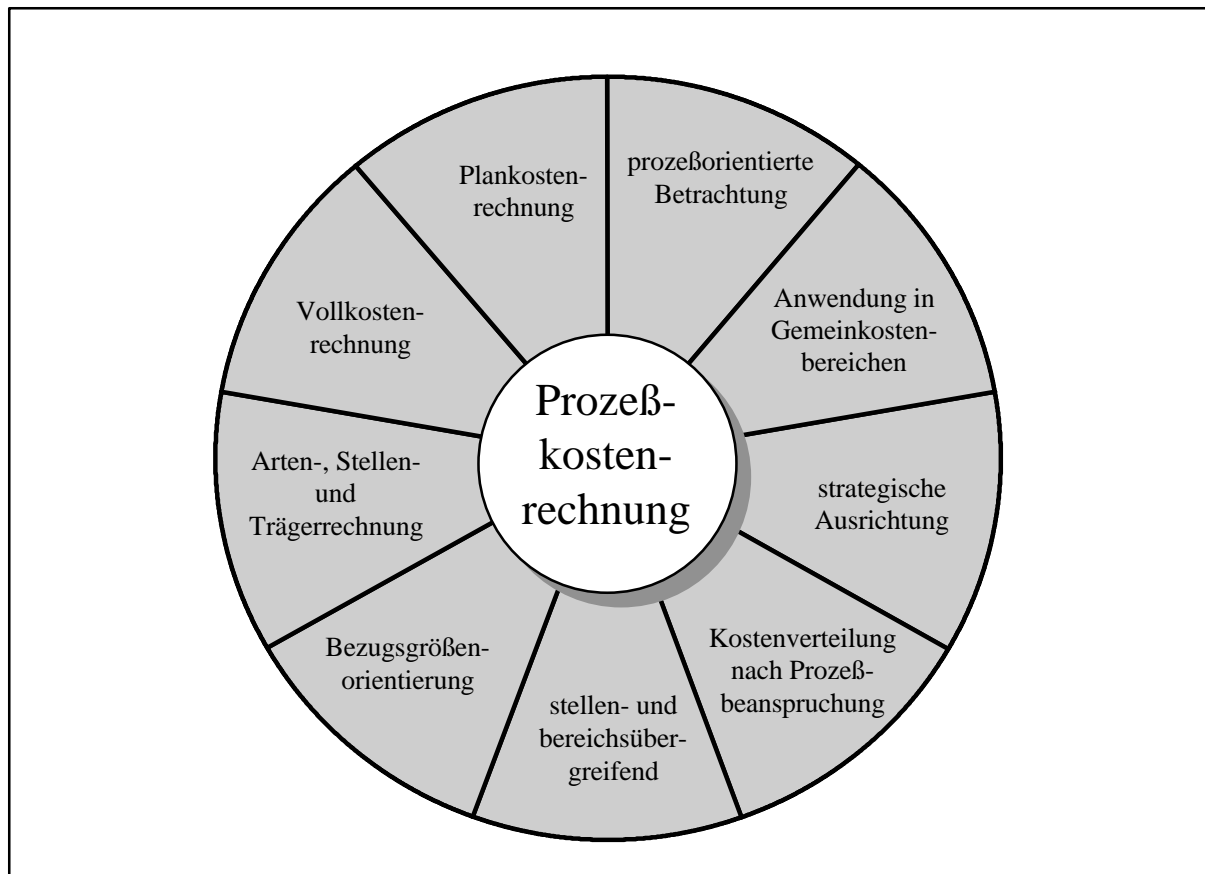 Prozeß-
kosten-
rechnung
prozeßorientierte
Betrachtung
Anwendung in
Gemeinkosten-
bereichen
strategische
Ausrichtung
Kostenverteilung
nach Prozeß-
beanspruchung
stellen- und
bereichsüber-
greifend
Bezugsgrößen-
orientierung
Arten-, Stellen-
und
Trägerrechnung
Vollkosten-
rechnung
Plankosten-
rechnung